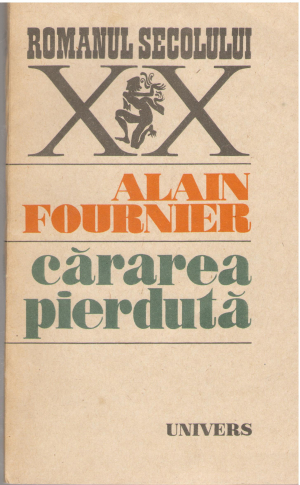 ROMANUL SECOLULUI
XX
ALAIN
FOURNIER
cărarea
pierdută
UNIVERS